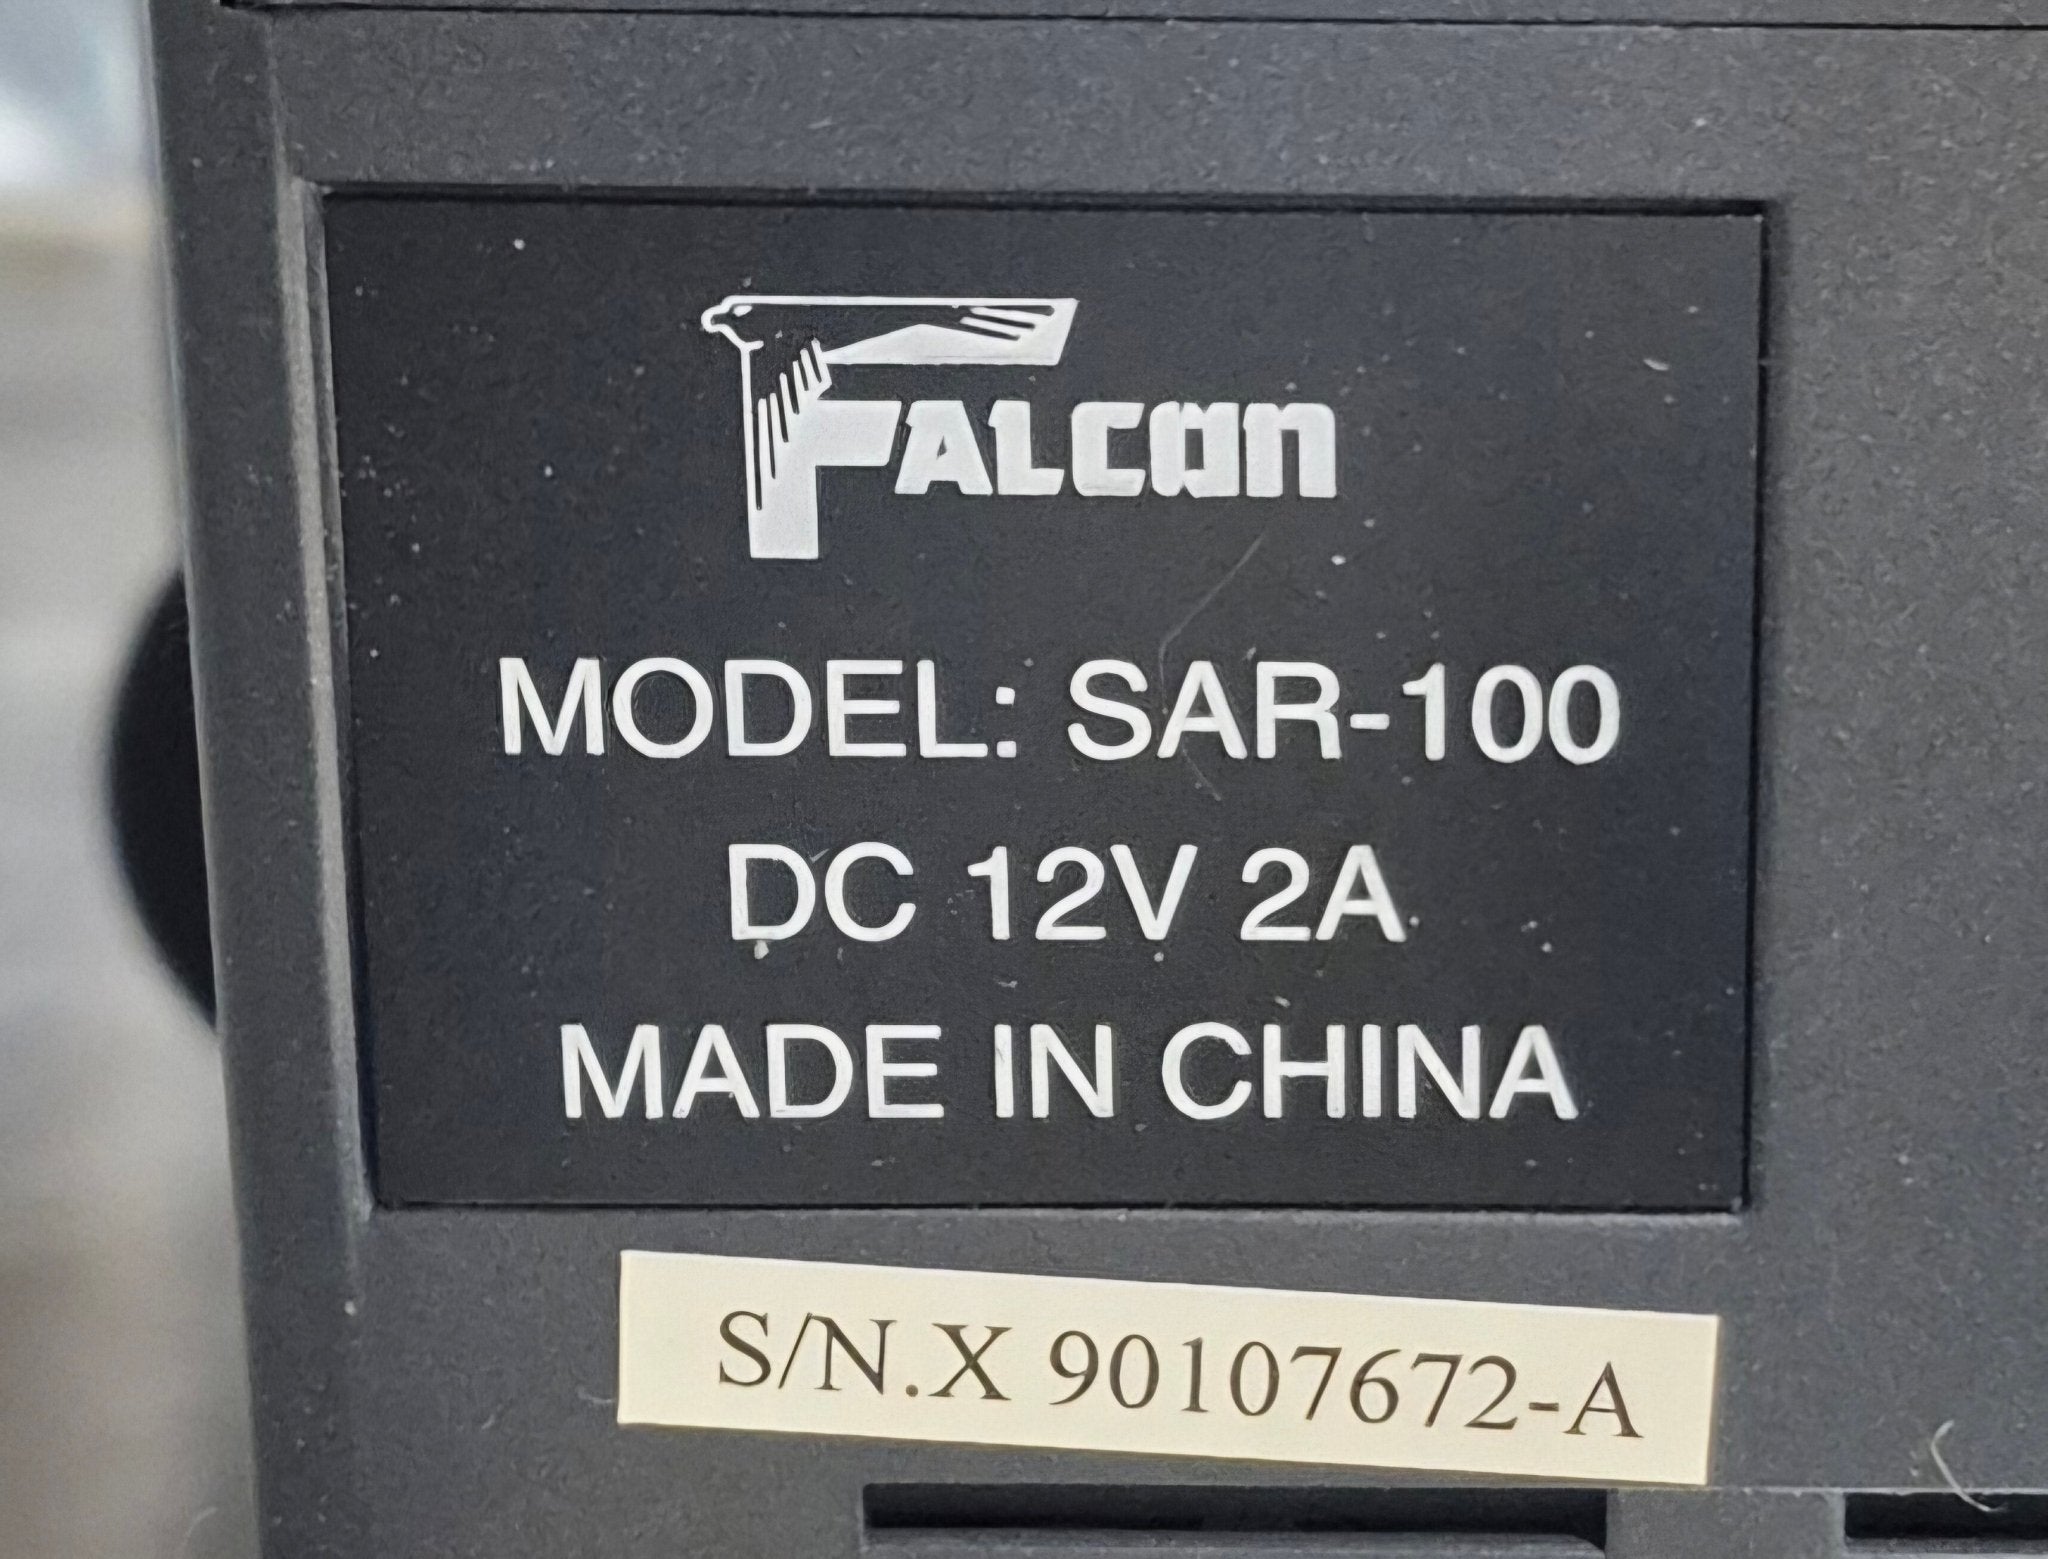 FALCON
MODEL: SAR-100
DC 12V 2A
MADE IN CHINA
S/N.X 90107672-A